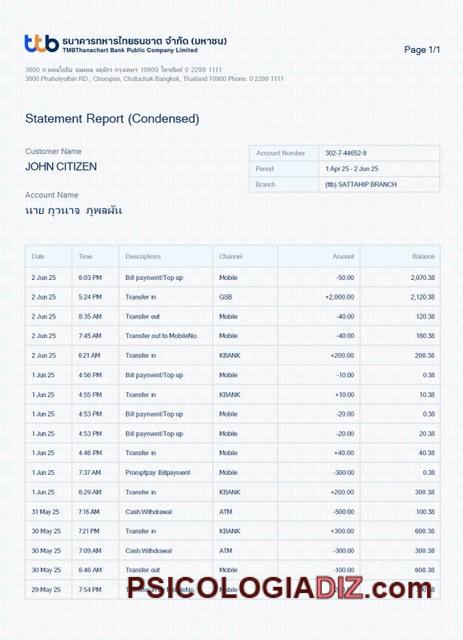 ttb ธนาคารทหารไทยธนชาต จำกัด (มหาชน)
TMBThanachart Bank Public Company Limited
Page 1/1
3000 ถ.พหลโยธิน จอมพล จตุจักร กรุงเทพฯ 10900 โทรศัพท์ 0 2299 1111
3000 Phaholyothin RD., Chompon, Chatuchak Bangkok, Thailand 10900 Phone: 0 2299 1111
Statement Report (Condensed)
Customer Name
JOHN CITIZEN
Account Number 302-7-44652-9
Period 1 Apr 25 - 2 Jun 25
Branch (ttb) SATTAHIP BRANCH
Account Name
นาย ภูวนาจ ภูพลผัน
Date Time Descriptions Channel Amount Balance
2 Jun 25 6:03 PM Bill payment/Top up Mobile -50.00 2,070.38
2 Jun 25 5:24 PM Transfer in GSB +2,000.00 2,120.38
2 Jun 25 8:35 AM Transfer out Mobile -40.00 120.38
2 Jun 25 7:45 AM Transfer out to MobileNo. Mobile -40.00 160.38
2 Jun 25 6:21 AM Transfer in KBANK +200.00 200.38
1 Jun 25 4:56 PM Bill payment/Top up Mobile -10.00 0.38
1 Jun 25 4:55 PM Transfer in KBANK +10.00 10.38
1 Jun 25 4:53 PM Bill payment/Top up Mobile -20.00 0.38
1 Jun 25 4:53 PM Bill payment/Top up Mobile -20.00 20.38
1 Jun 25 4:46 PM Transfer in Mobile +40.00 40.38
1 Jun 25 7:37 AM Promptpay Billpayment Mobile -300.00 0.38
1 Jun 25 6:29 AM Transfer in KBANK +200.00 300.38
31 May 25 7:16 AM Cash Withdrawal ATM -500.00 100.38
30 May 25 7:21 PM Transfer in KBANK +300.00 600.38
30 May 25 7:09 AM Cash Withdrawal ATM -300.00 300.38
30 May 25 6:46 AM Transfer out Mobile -100.00 600.38
29 May 25 7:54 PM
PSICOLOGIADIZ.com